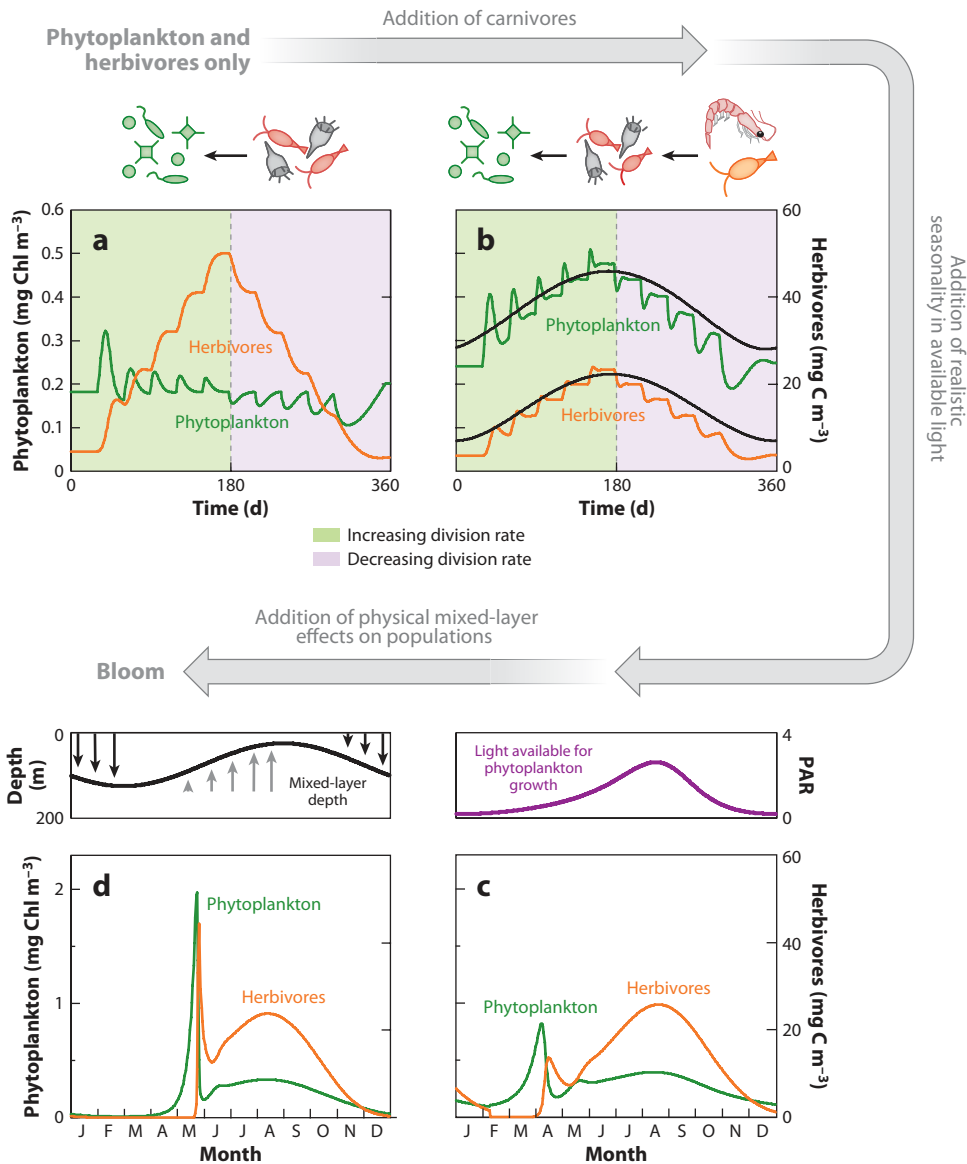 Addition of carnivores
Phytoplankton and
herbivores only
Addition of realistic
seasonality in available light
a
Phytoplankton (mg Chl m⁻³)
0.6
0.5
0.4
0.3
0.2
0.1
0
Herbivores
Phytoplankton
0
180
360
Time (d)
b
Phytoplankton
Herbivores
60
40
20
0
Herbivores (mg C m⁻³)
0
180
360
Time (d)
Increasing division rate
Decreasing division rate
Addition of physical mixed-layer
effects on populations
Bloom
Depth
(m)
0
200
Mixed-layer
depth
Light available for
phytoplankton
growth
4
0
PAR
d
Phytoplankton (mg Chl m⁻³)
2
1
0
Phytoplankton
Herbivores
J F M A M J J A S O N D
Month
c
Phytoplankton
Herbivores
60
40
20
0
Herbivores (mg C m⁻³)
J F M A M J J A S O N D
Month